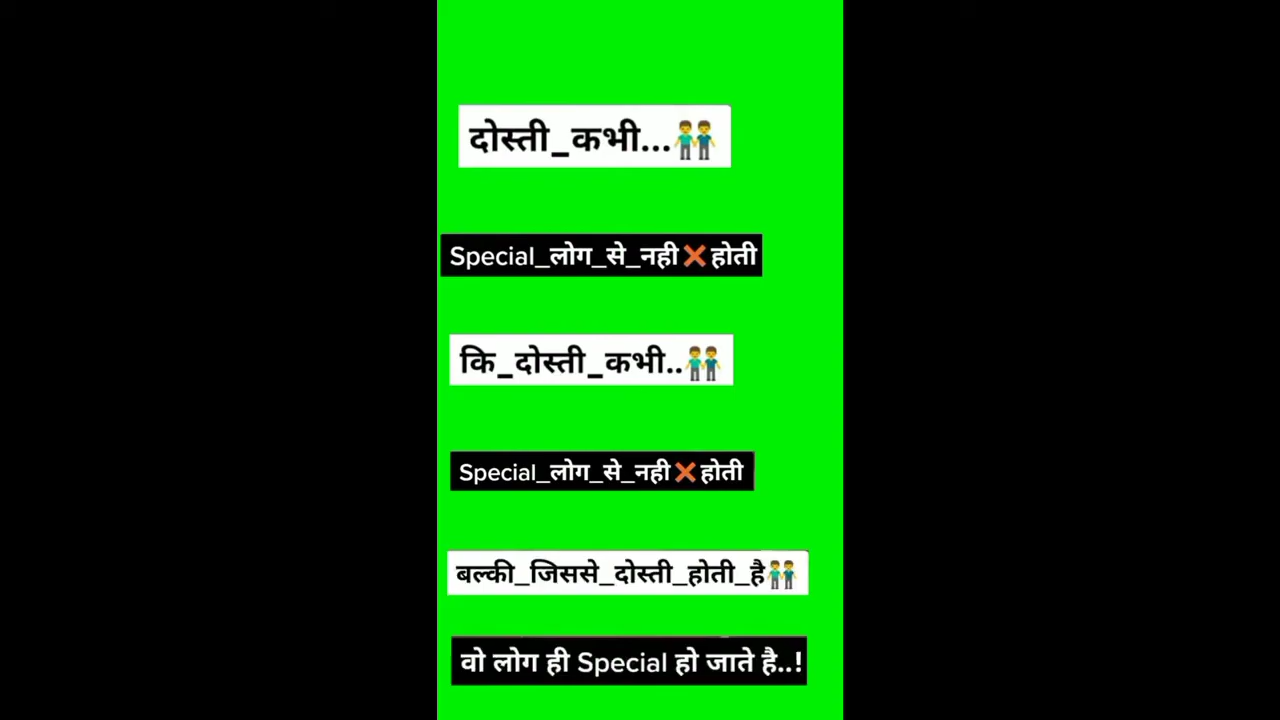 दोस्ती_कभी...👬
Special_लोग_से_नही❌होती
कि_दोस्ती_कभी..👬
Special_लोग_से_नही❌होती
बल्की_जिससे_दोस्ती_होती_है👬
वो लोग ही Special हो जाते है..!